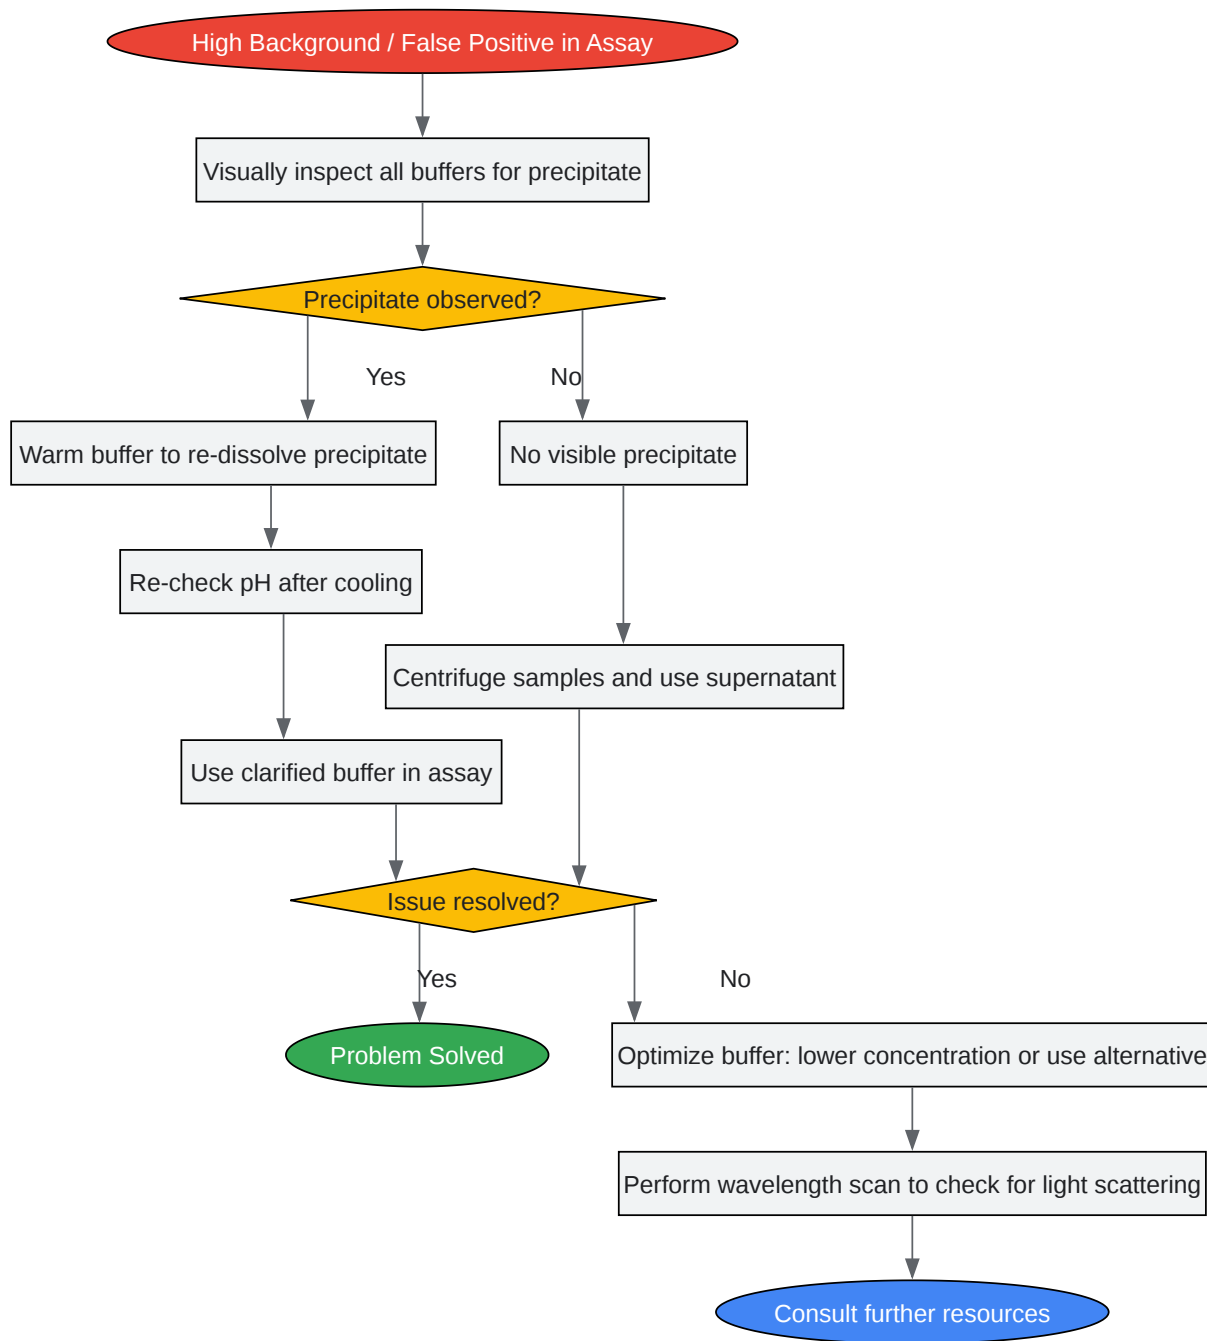 High Background / False Positive in Assay
Visually inspect all buffers for precipitate
Precipitate observed?
Yes
No
Warm buffer to re-dissolve precipitate
No visible precipitate
Re-check pH after cooling
Centrifuge samples and use supernatant
Use clarified buffer in assay
Issue resolved?
Yes
No
Problem Solved
Optimize buffer: lower concentration or use alternative
Perform wavelength scan to check for light scattering
Consult further resources